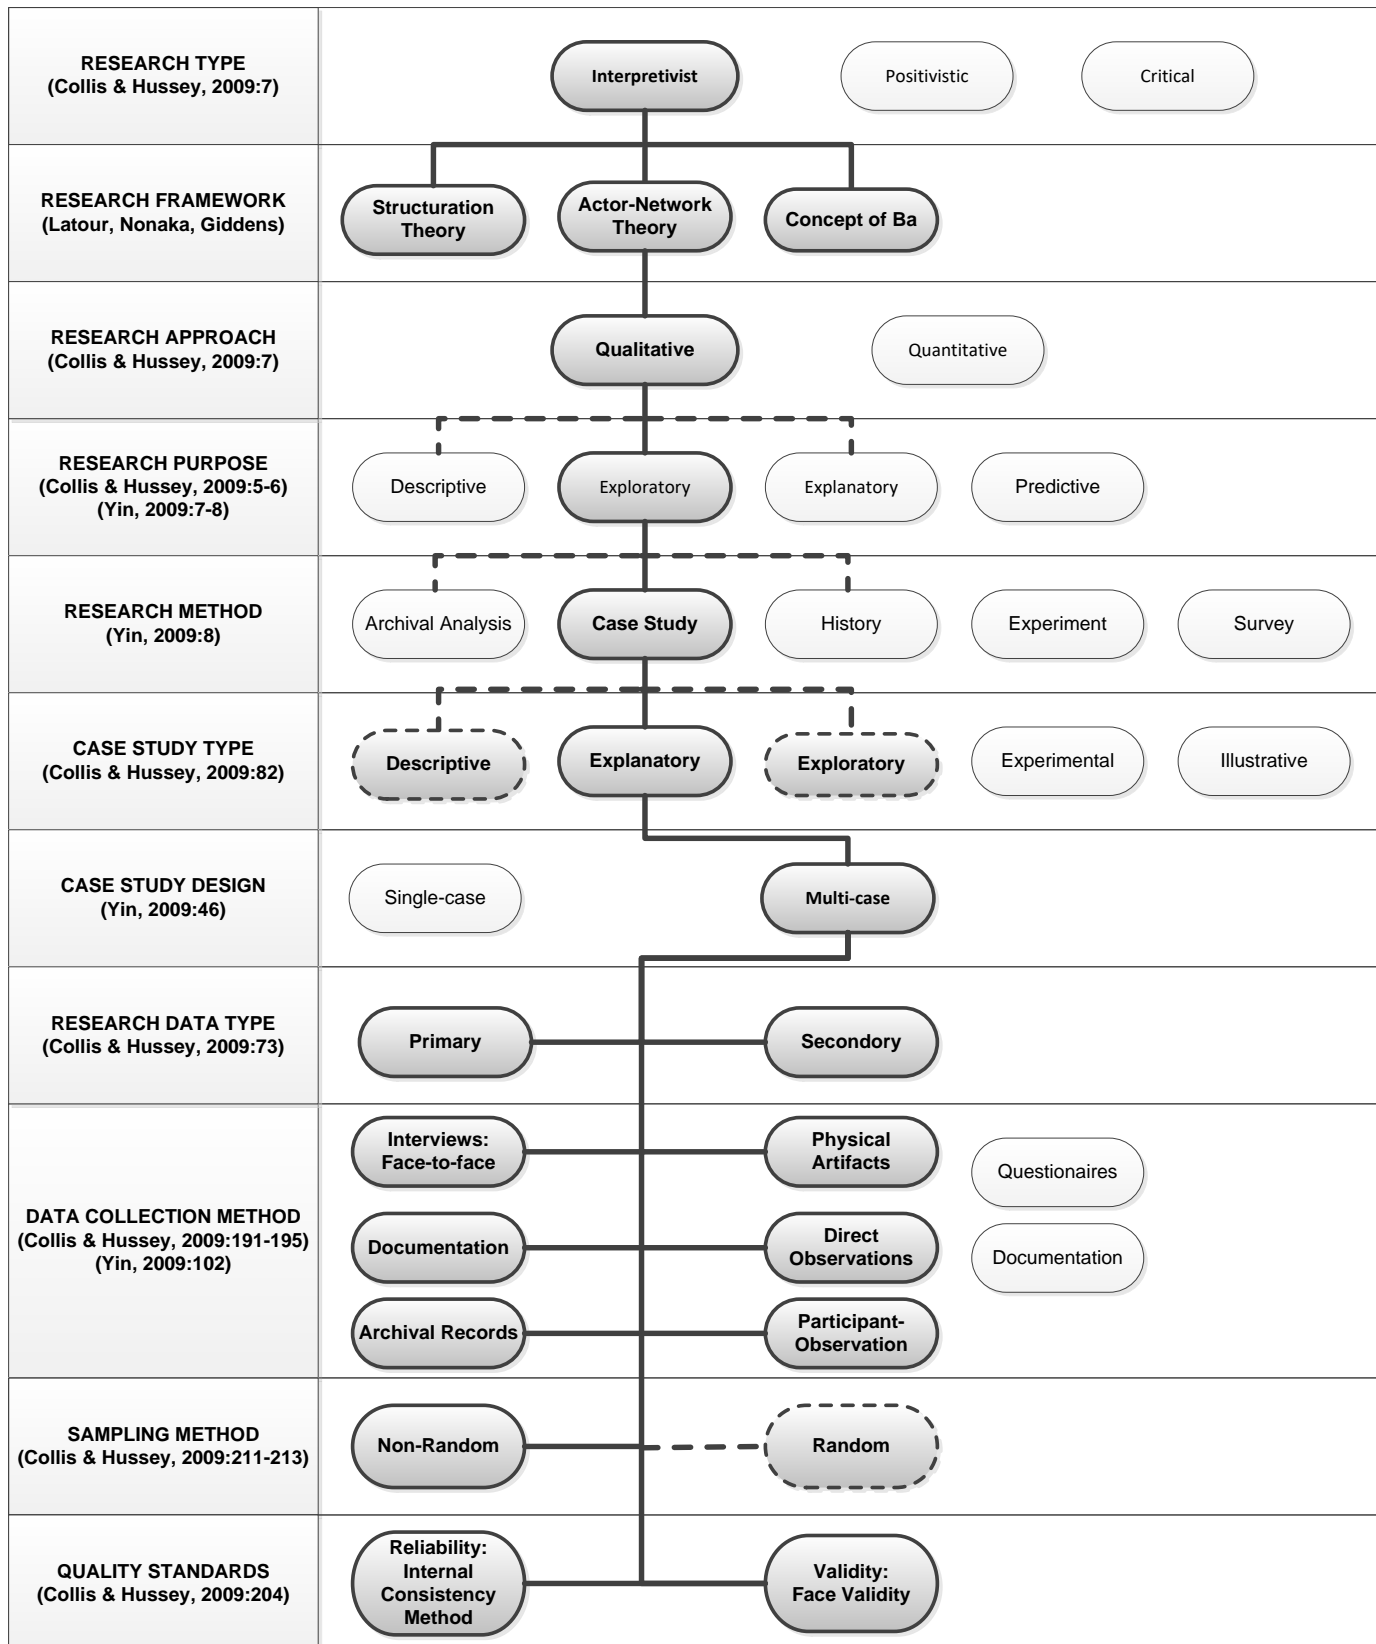 RESEARCH TYPE
(Collis & Hussey, 2009:7)
Interpretivist
Positivistic
Critical
RESEARCH FRAMEWORK
(Latour, Nonaka, Giddens)
Structuration
Theory
Actor-Network
Theory
Concept of Ba
RESEARCH APPROACH
(Collis & Hussey, 2009:7)
Qualitative
Quantitative
RESEARCH PURPOSE
(Collis & Hussey, 2009:5-6)
(Yin, 2009:7-8)
Descriptive
Exploratory
Explanatory
Predictive
RESEARCH METHOD
(Yin, 2009:8)
Archival Analysis
Case Study
History
Experiment
Survey
CASE STUDY TYPE
(Collis & Hussey, 2009:82)
Descriptive
Explanatory
Exploratory
Experimental
Illustrative
CASE STUDY DESIGN
(Yin, 2009:46)
Single-case
Multi-case
RESEARCH DATA TYPE
(Collis & Hussey, 2009:73)
Primary
Secondory
DATA COLLECTION METHOD
(Collis & Hussey, 2009:191-195)
(Yin, 2009:102)
Interviews:
Face-to-face
Physical
Artifacts
Questionaires
Documentation
Direct
Observations
Documentation
Archival Records
Participant-
Observation
SAMPLING METHOD
(Collis & Hussey, 2009:211-213)
Non-Random
Random
QUALITY STANDARDS
(Collis & Hussey, 2009:204)
Reliability:
Internal
Consistency
Method
Validity:
Face Validity